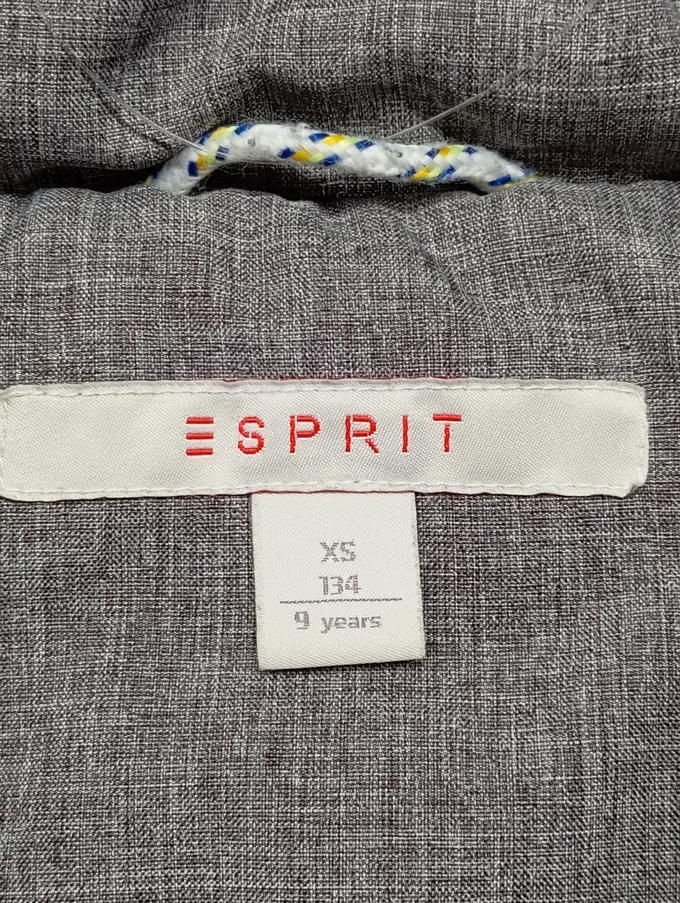 ESPRIT
XS
134
9 years